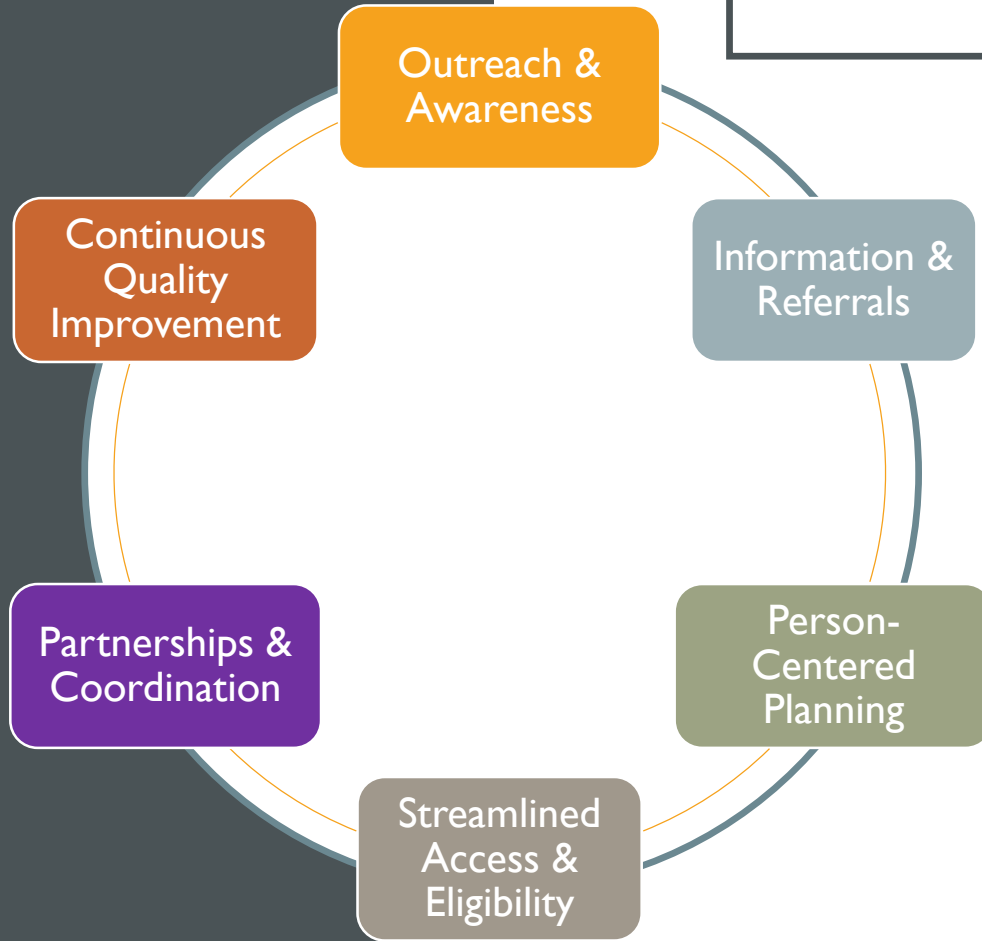 Outreach &
Awareness
Information &
Referrals
Person-
Centered
Planning
Streamlined
Access &
Eligibility
Partnerships &
Coordination
Continuous
Quality
Improvement